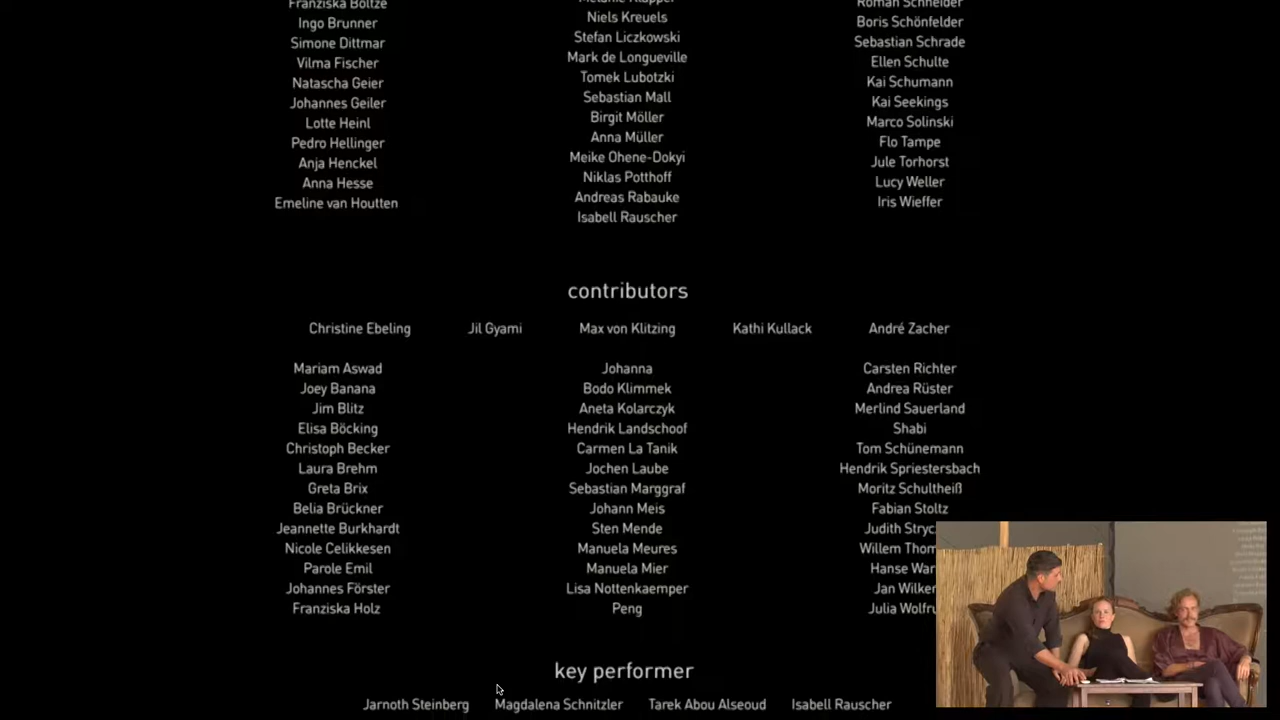 Franziska Boltze
Ingo Brunner
Simone Dittmar
Vilma Fischer
Natascha Geier
Johannes Geiler
Lotte Heinl
Pedro Hellinger
Anja Henckel
Anna Hesse
Emeline van Houtten
Niels Kreuels
Stefan Liczkowski
Mark de Longueville
Tomek Lubotzki
Sebastian Mall
Birgit Möller
Anna Müller
Meike Ohene-Dokyi
Niklas Potthoff
Andreas Rabauke
Isabell Rauscher
Roman Schneider
Boris Schönfelder
Sebastian Schrade
Ellen Schulte
Kai Schumann
Kai Seekings
Marco Solinski
Flo Tampe
Jule Torhorst
Lucy Weller
Iris Wieffer
contributors
Christine Ebeling Jil Gyami Max von Klitzing Kathi Kullack André Zacher
Mariam Aswad
Joey Banana
Jim Blitz
Elisa Böcking
Christoph Becker
Laura Brehm
Greta Brix
Belia Brückner
Jeannette Burkhardt
Nicole Celikkesen
Parole Emil
Johannes Förster
Franziska Holz
Johanna
Bodo Klimmek
Aneta Kolarczyk
Hendrik Landschoof
Carmen La Tanik
Jochen Laube
Sebastian Marggraf
Johann Meis
Sten Mende
Manuela Meures
Manuela Mier
Lisa Nottenkaemper
Peng
Carsten Richter
Andrea Rüster
Merlind Sauerland
Shabi
Tom Schünemann
Hendrik Spriestersbach
Moritz Schultheiß
Fabian Stoltz
Judith
Willem
Hanse
Jan
Julia
key performer
Jarnoth Steinberg Magdalena Schnitzler Tarek Abou Alseoud Isabell Rauscher